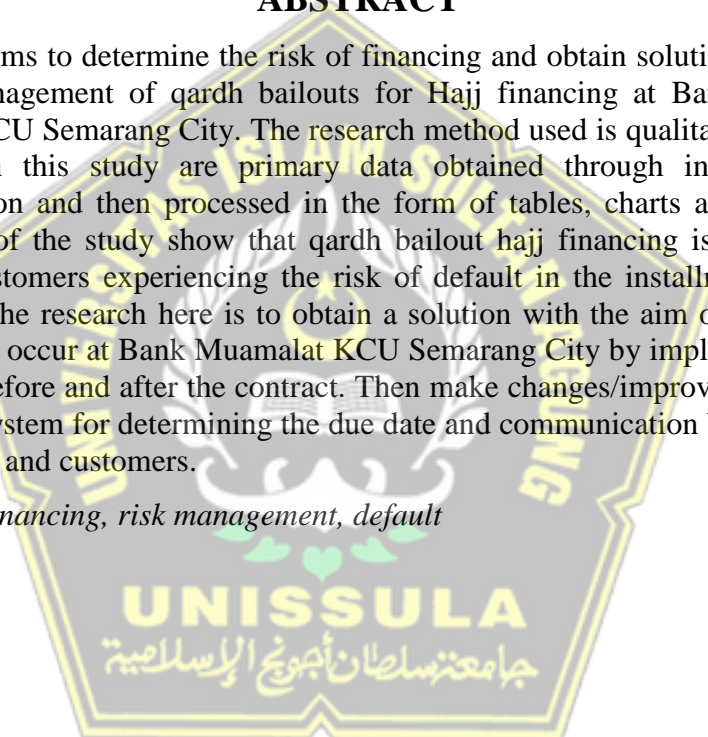 ABSTRACT
ms to determine the risk of financing and obtain soluti
nagement of qardh bailouts for Hajj financing at Ba
CU Semarang City. The research method used is qualita
this study are primary data obtained through in
on and then processed in the form of tables, charts a
of the study show that qardh bailout hajj financing is
stomers experiencing the risk of default in the install
he research here is to obtain a solution with the aim o
occur at Bank Muamalat KCU Semarang City by impl
efore and after the contract. Then make changes/improv
ystem for determining the due date and communication
and customers.
nancing, risk management, default
UNIVERSITAS ISLAM SULTAN AGUNG
UNISSULA
جامعة سلطان أجونج الإسلامية